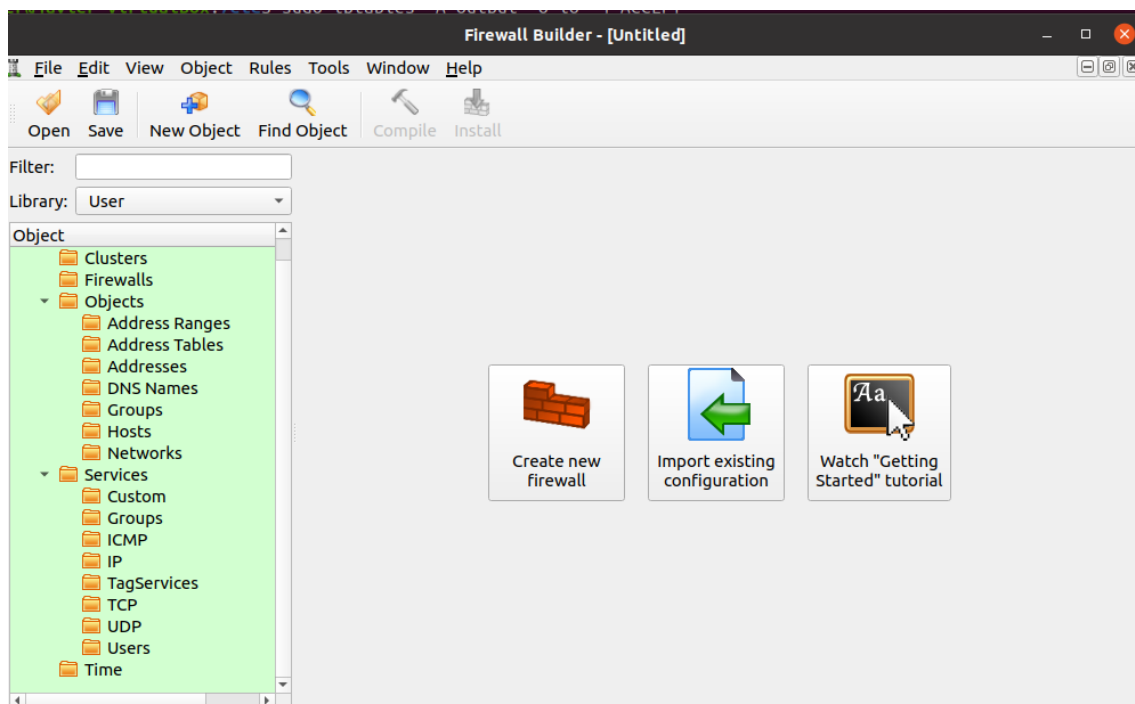 Firewall Builder - [Untitled]
File Edit View Object Rules Tools Window Help
Open Save New Object Find Object Compile Install
Filter:
Library: User
Object
Clusters
Firewalls
Objects
Address Ranges
Address Tables
Addresses
DNS Names
Groups
Hosts
Networks
Services
Custom
Groups
ICMP
IP
TagServices
TCP
UDP
Users
Time
Create new
firewall
Import existing
configuration
Aa
Watch "Getting
Started" tutorial